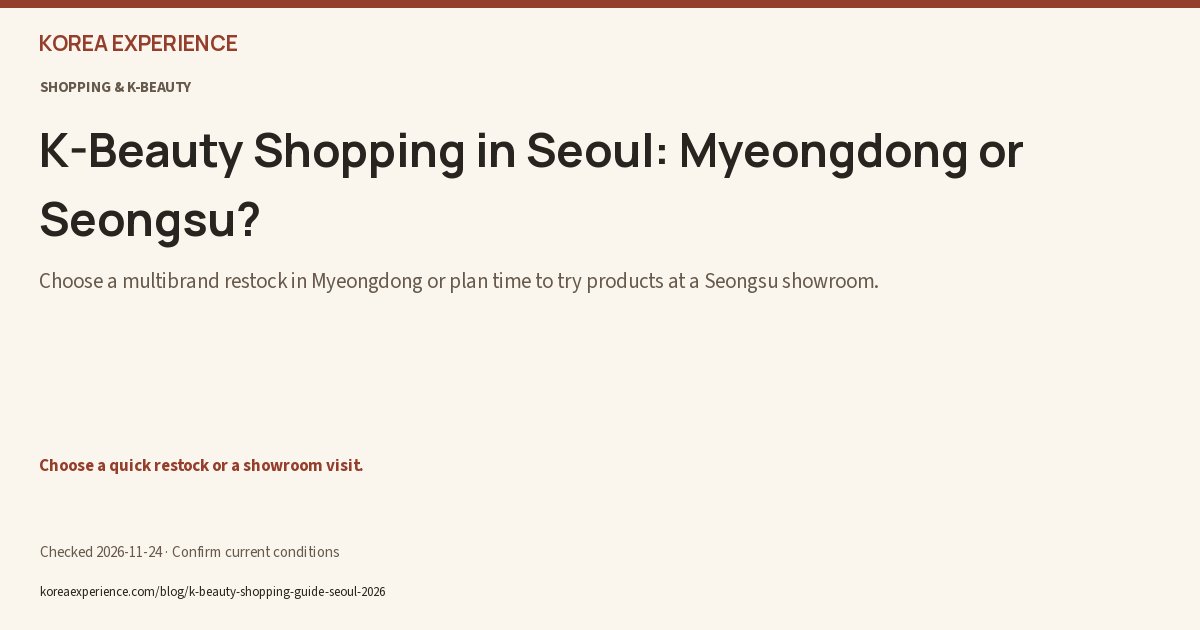 KOREA EXPERIENCE
SHOPPING & K-BEAUTY
K-Beauty Shopping in Seoul: Myeongdong or
Seongsu?
Choose a multibrand restock in Myeongdong or plan time to try products at a Seongsu showroom.
Choose a quick restock or a showroom visit.
Checked 2026-11-24 · Confirm current conditions
koreaexperience.com/blog/k-beauty-shopping-guide-seoul-2026